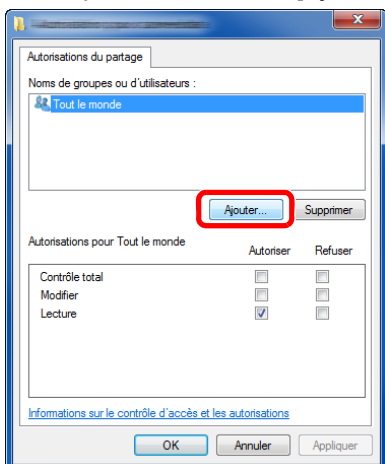 Autorisations du partage
Noms de groupes ou d'utilisateurs :
Tout le monde
Ajouter... Supprimer
Autorisations pour Tout le monde Autoriser Refuser
Contrôle total
Modifier
Lecture
Informations sur le contrôle d'accès et les autorisations
OK Annuler Appliquer